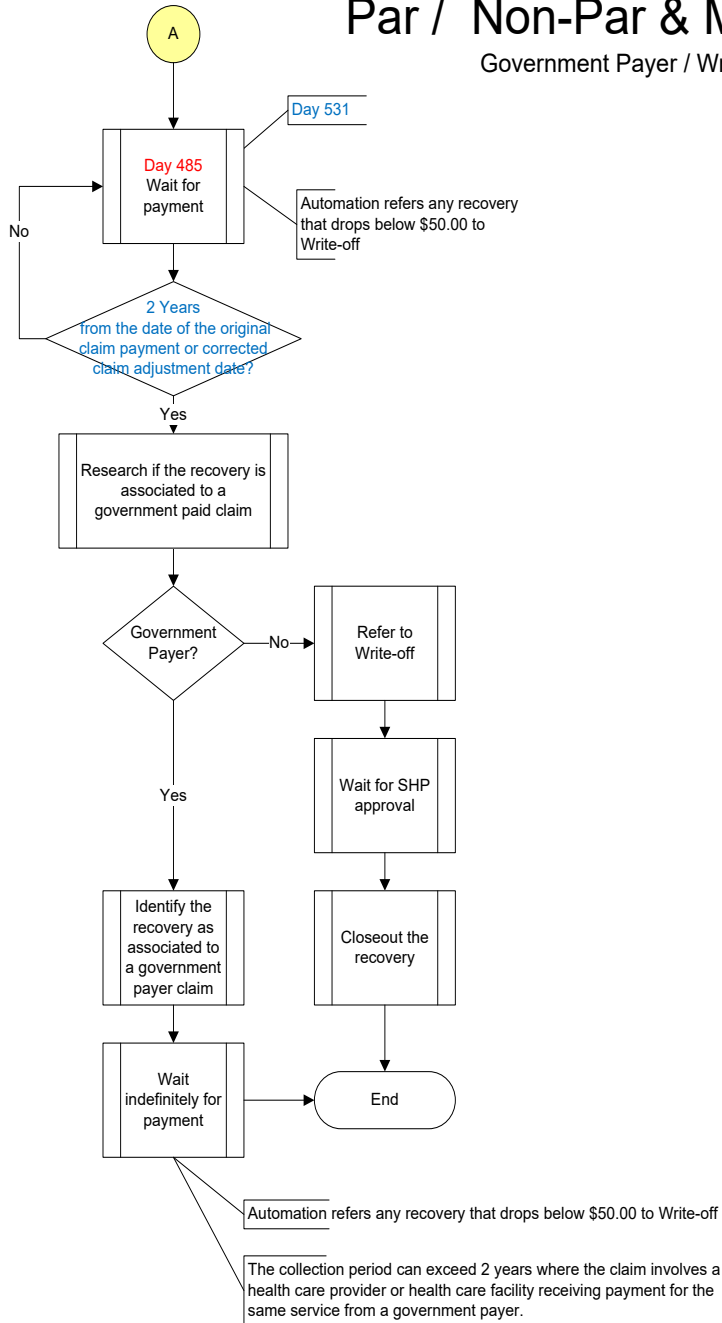 Par / Non-Par & M
Government Payer / Wr
A
Day 531
Day 485
Wait for
payment
Automation refers any recovery
that drops below $50.00 to
Write-off
No
2 Years
from the date of the original
claim payment or corrected
claim adjustment date?
Yes
Research if the recovery is
associated to a
government paid claim
Government
Payer?
No
Refer to
Write-off
Wait for SHP
approval
Yes
Identify the
recovery as
associated to
a government
payer claim
Closeout the
recovery
Wait
indefinitely for
payment
End
Automation refers any recovery that drops below $50.00 to Write-off
The collection period can exceed 2 years where the claim involves a
health care provider or health care facility receiving payment for the
same service from a government payer.